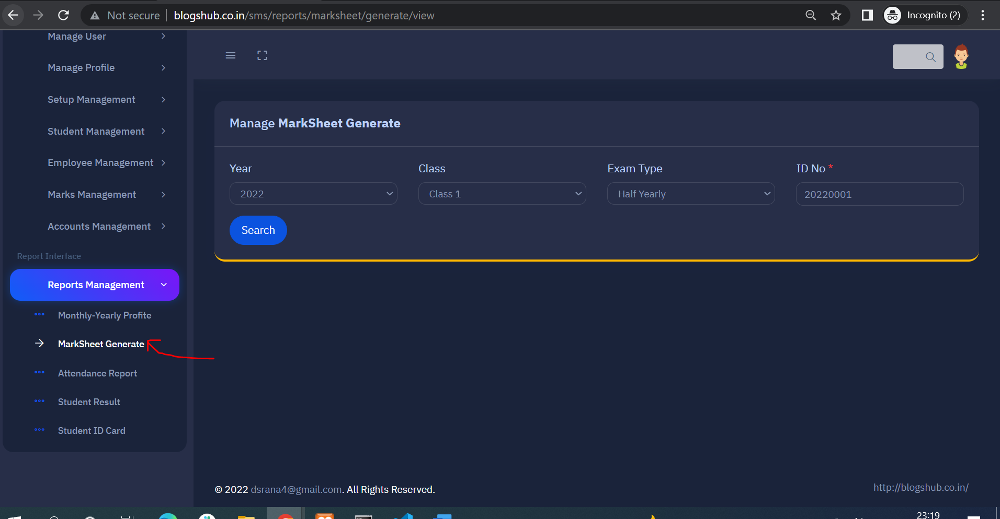 Not secure | blogshub.co.in/sms/reports/marksheet/generate/view
Incognito (2)
Manage User
Manage Profile
Setup Management
Student Management
Employee Management
Marks Management
Accounts Management
Report Interface
Reports Management
Monthly-Yearly Profite
MarkSheet Generate
Attendance Report
Student Result
Student ID Card
Manage MarkSheet Generate
Year
Class
Exam Type
ID No *
2022
Class 1
Half Yearly
20220001
Search
© 2022 dsrana4@gmail.com. All Rights Reserved.
http://blogshub.co.in/
23:19